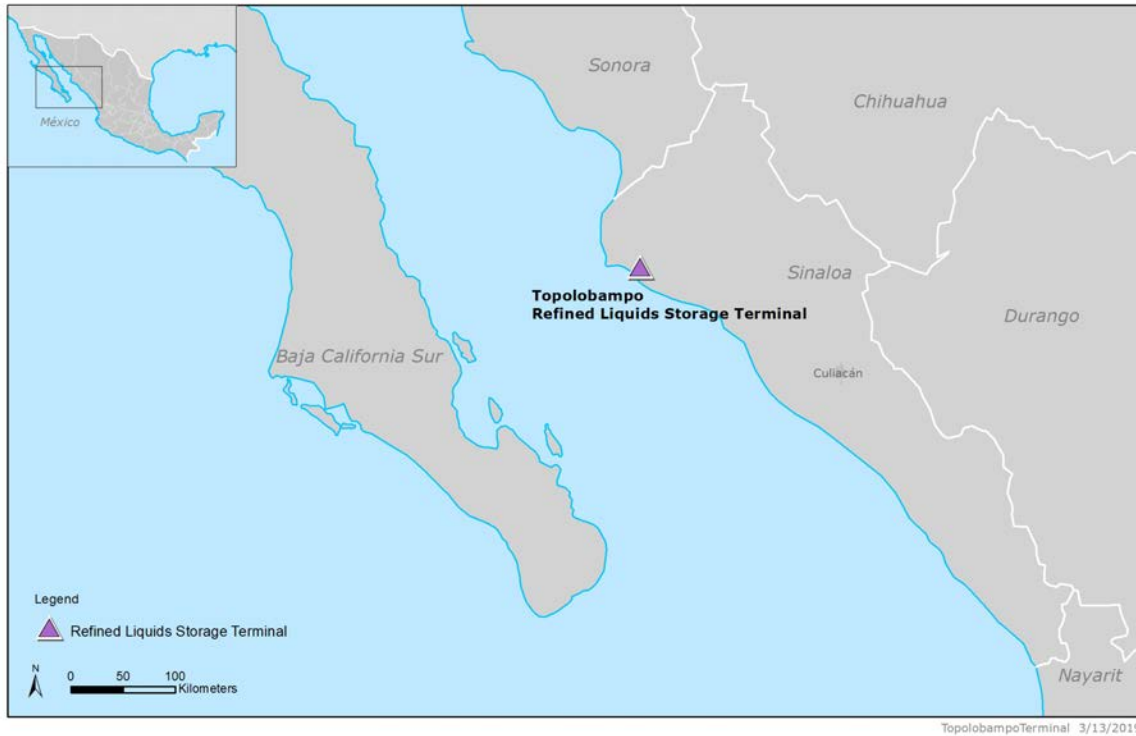 México
Sonora
Chihuahua
Sinaloa
Topolobampo
Refined Liquids Storage Terminal
Durango
Baja California Sur
Culiacán
Legend
Refined Liquids Storage Terminal
N
0 50 100
Kilometers
Nayarit
TopolobampoTerminal 3/13/2019